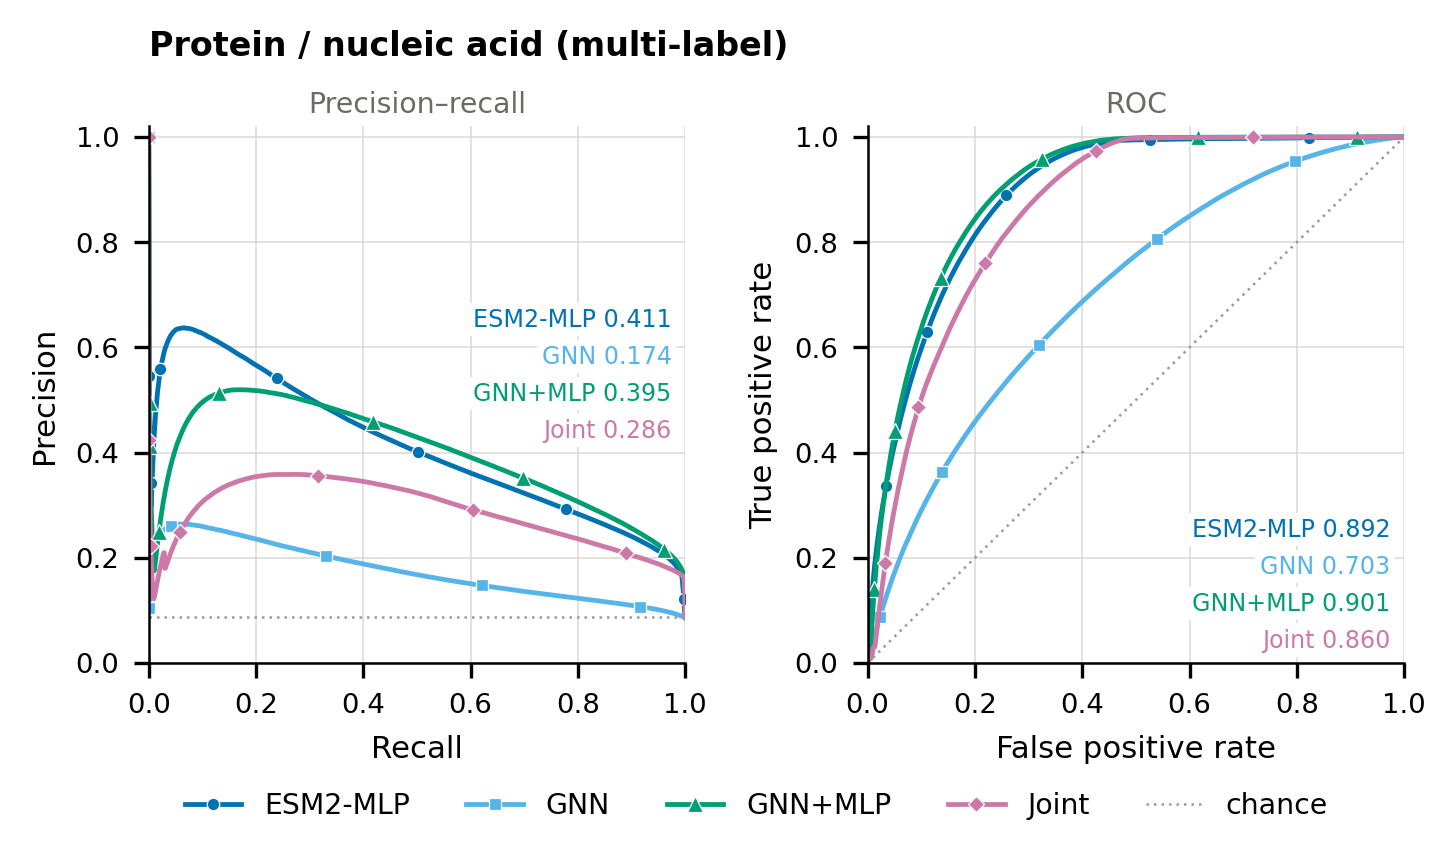 Protein / nucleic acid (multi-label)
Precision–recall
1.0
0.8
0.6
0.4
0.2
0.0
Precision
ESM2-MLP 0.411
GNN 0.174
GNN+MLP 0.395
Joint 0.286
0.0 0.2 0.4 0.6 0.8 1.0
Recall
ROC
1.0
0.8
0.6
0.4
0.2
0.0
True positive rate
ESM2-MLP 0.892
GNN 0.703
GNN+MLP 0.901
Joint 0.860
0.0 0.2 0.4 0.6 0.8 1.0
False positive rate
ESM2-MLP GNN GNN+MLP Joint chance